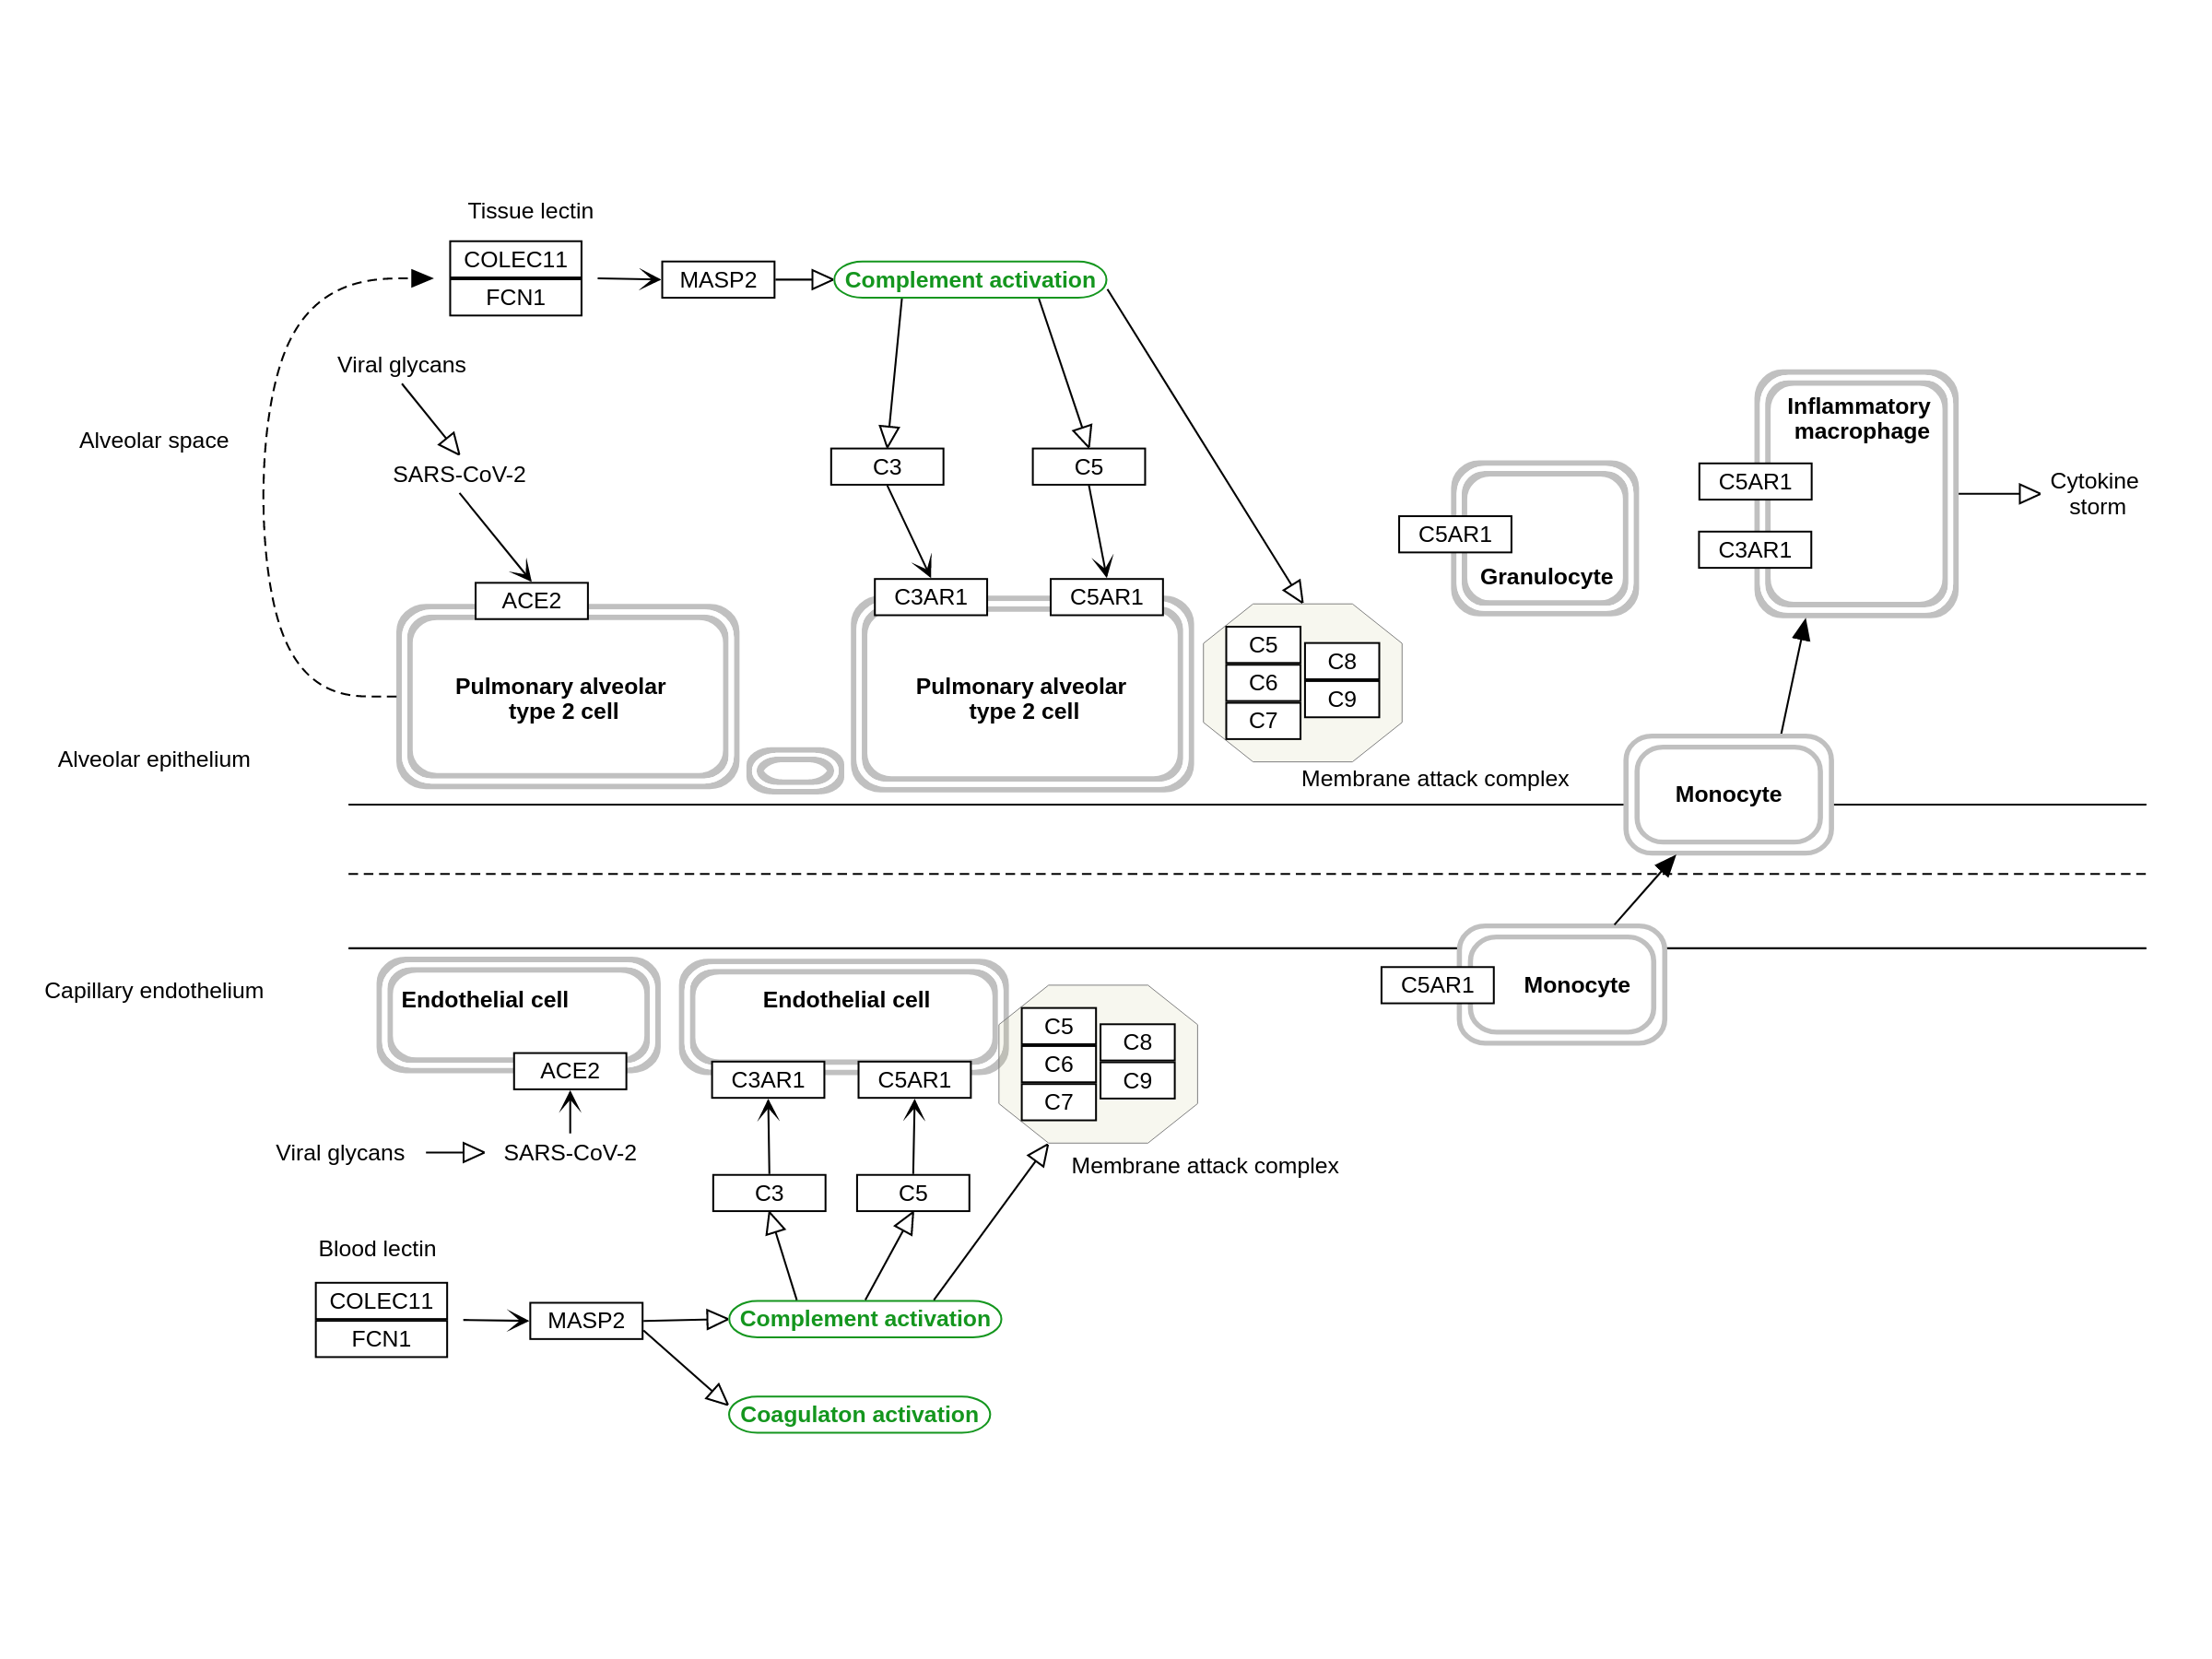 Tissue lectin
COLEC11
FCN1
MASP2
Complement activation
Viral glycans
Alveolar space
SARS-CoV-2
C3
C5
Inflammatory
macrophage
C5AR1
C3AR1
Cytokine
storm
C5AR1
Granulocyte
ACE2
C3AR1
C5AR1
Pulmonary alveolar
type 2 cell
Pulmonary alveolar
type 2 cell
C5
C6
C7
C8
C9
Membrane attack complex
Alveolar epithelium
Monocyte
Capillary endothelium
Endothelial cell
ACE2
Endothelial cell
C3AR1
C5AR1
C5
C6
C7
C8
C9
C5AR1
Monocyte
Viral glycans
SARS-CoV-2
Membrane attack complex
C3
C5
Blood lectin
COLEC11
FCN1
MASP2
Complement activation
Coagulaton activation